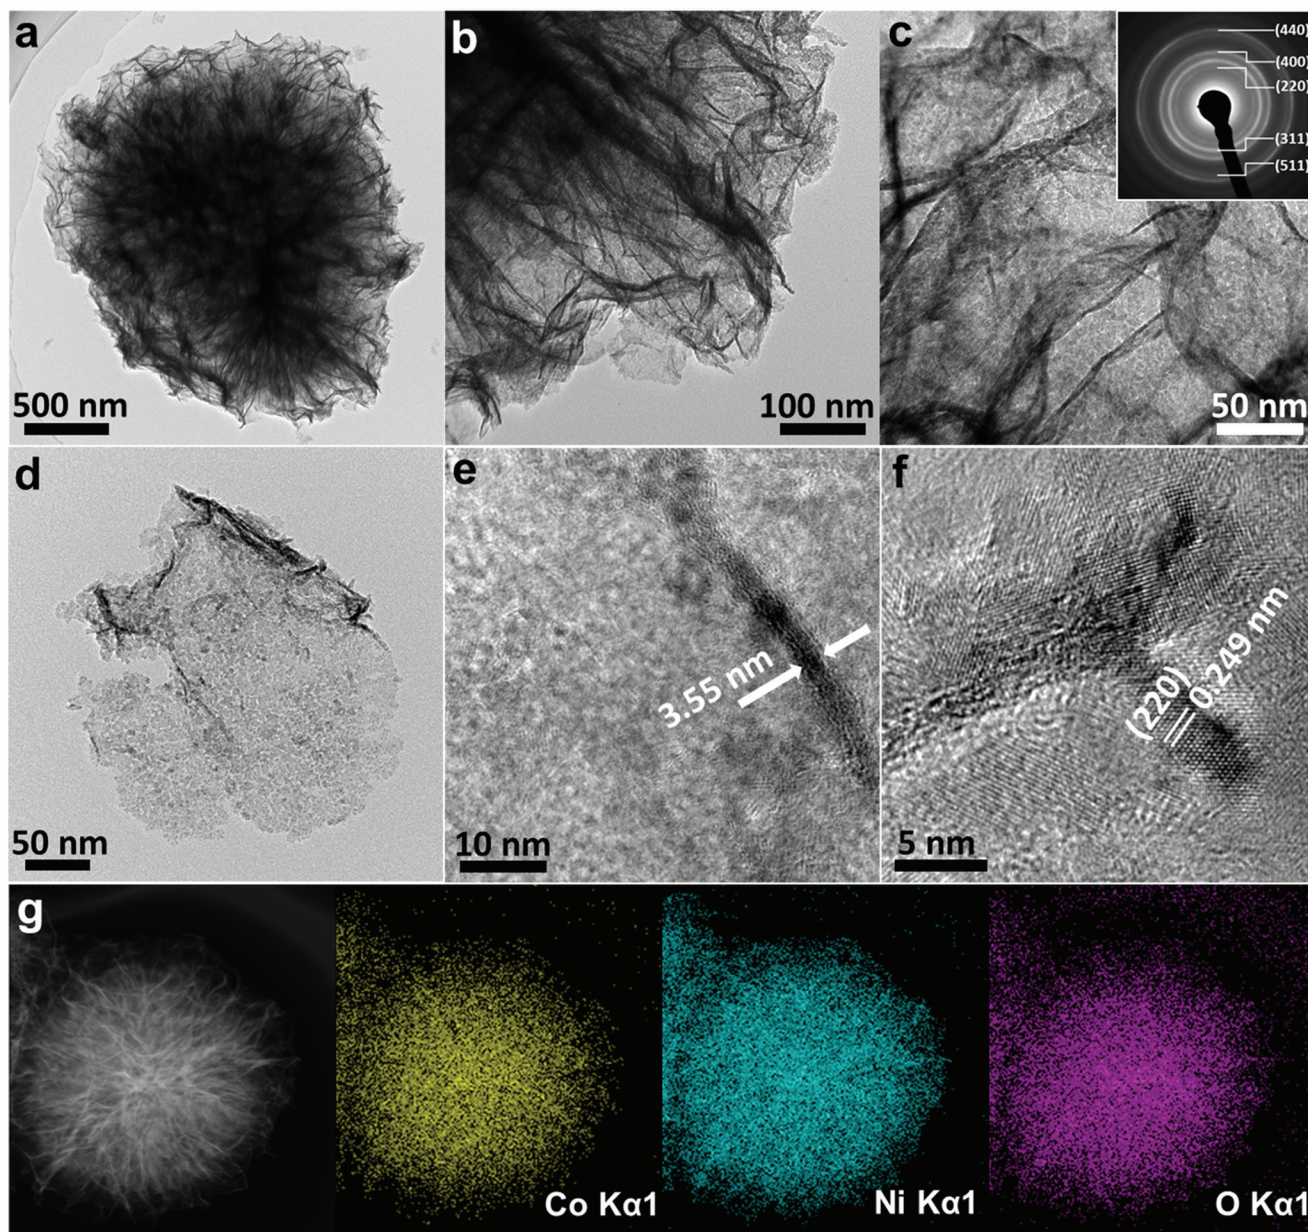 a
500 nm
b
100 nm
c
(440)
(400)
(220)
(311)
(511)
50 nm
d
50 nm
e
3.55 nm
10 nm
f
(220)
0.249 nm
5 nm
g
Co Kα1
Ni Kα1
O Kα1